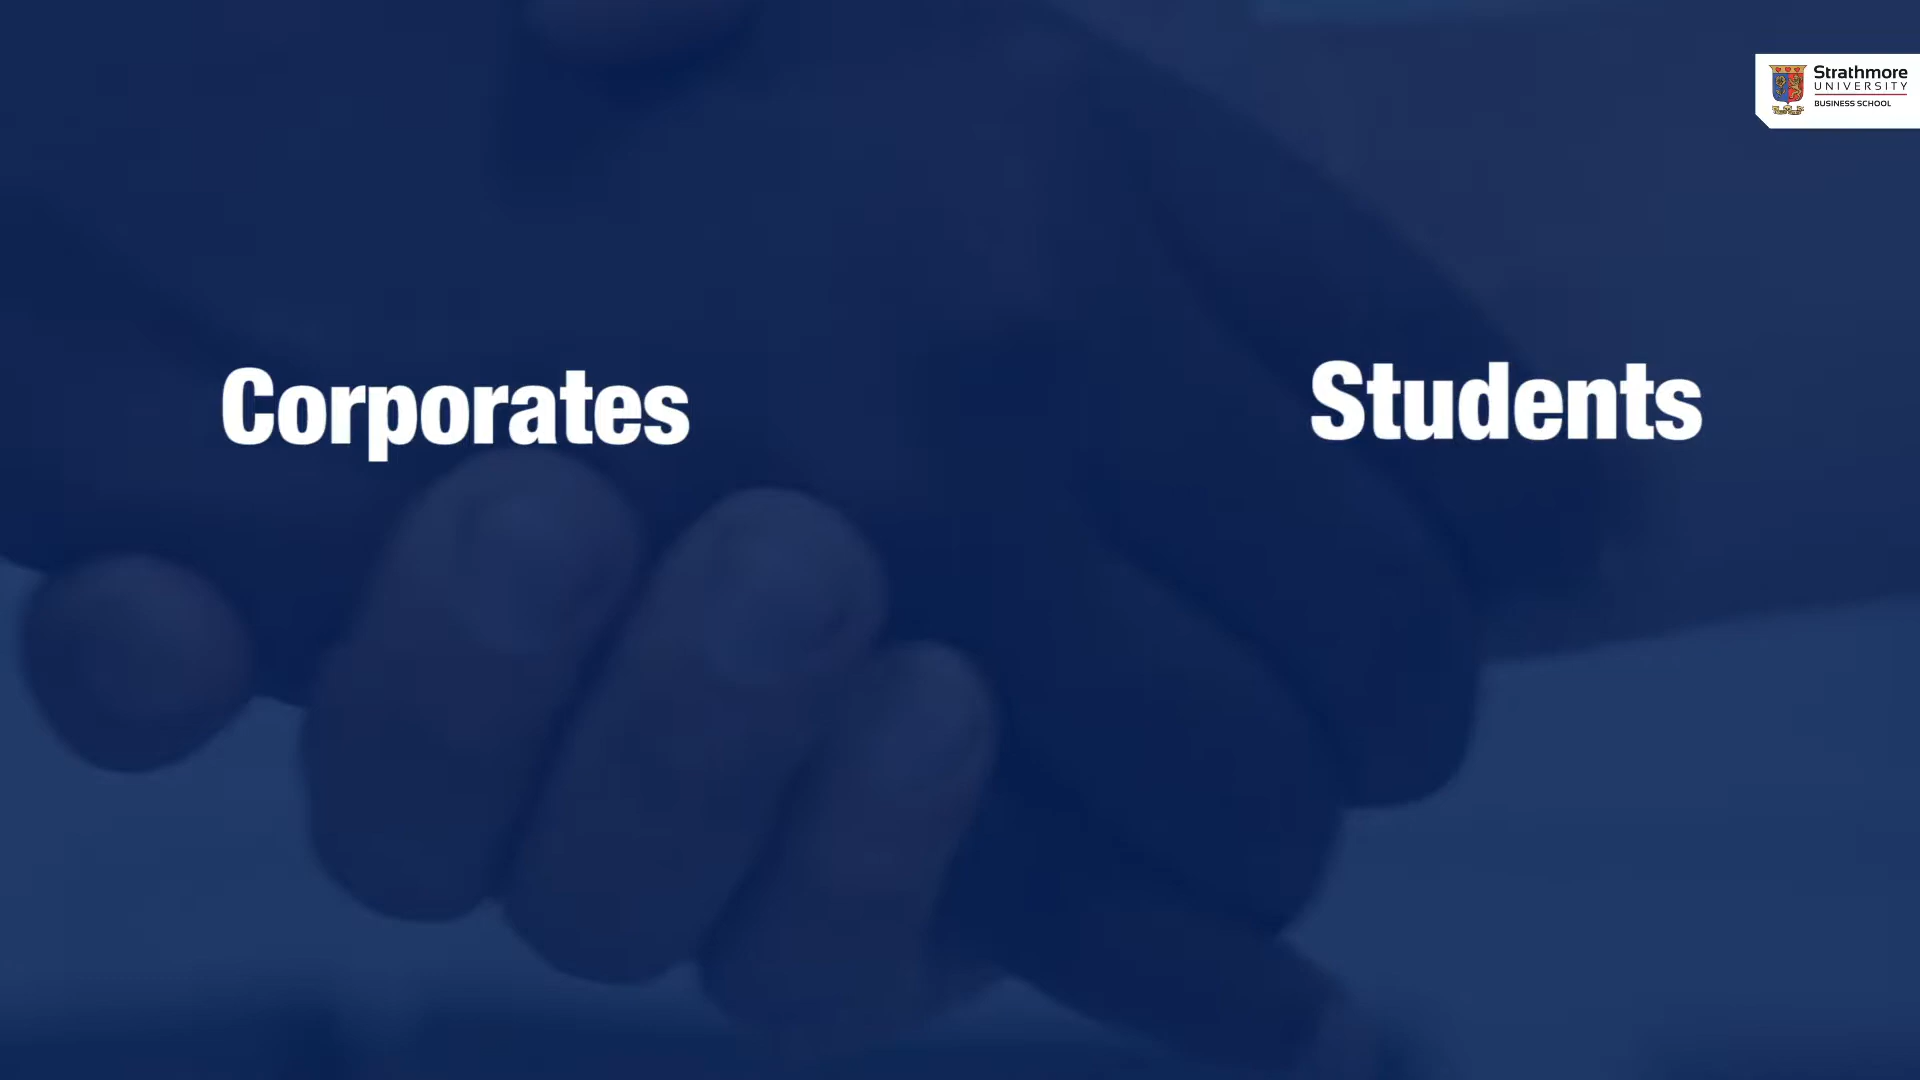 Strathmore
UNIVERSITY
BUSINESS SCHOOL
Corporates
Students